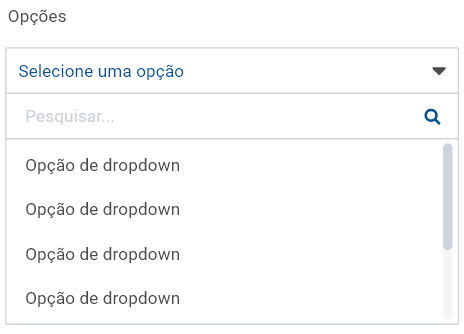 Opções
Selecione uma opção
Pesquisar...
Opção de dropdown
Opção de dropdown
Opção de dropdown
Opção de dropdown